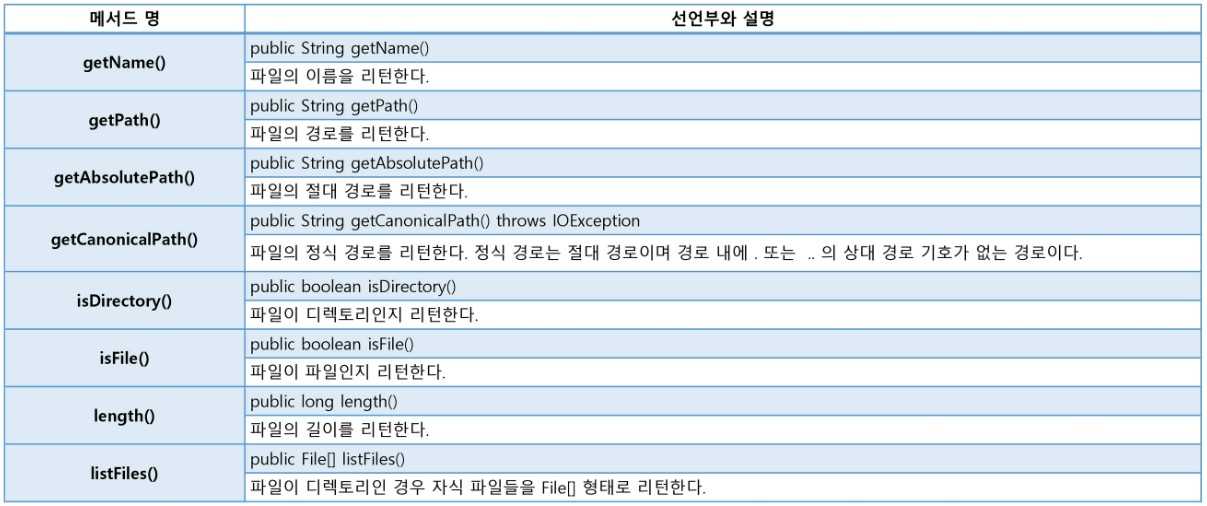 메서드 명 선언부와 설명
getName()
public String getName()
파일의 이름을 리턴한다.
getPath()
public String getPath()
파일의 경로를 리턴한다.
getAbsolutePath()
public String getAbsolutePath()
파일의 절대 경로를 리턴한다.
getCanonicalPath()
public String getCanonicalPath() throws IOException
파일의 정식 경로를 리턴한다. 정식 경로는 절대 경로이며 경로 내에 . 또는 .. 의 상대 경로 기호가 없는 경로이다.
isDirectory()
public boolean isDirectory()
파일이 디렉토리인지 리턴한다.
isFile()
public boolean isFile()
파일이 파일인지 리턴한다.
length()
public long length()
파일의 길이를 리턴한다.
listFiles()
public File[] listFiles()
파일이 디렉토리인 경우 자식 파일들을 File[] 형태로 리턴한다.